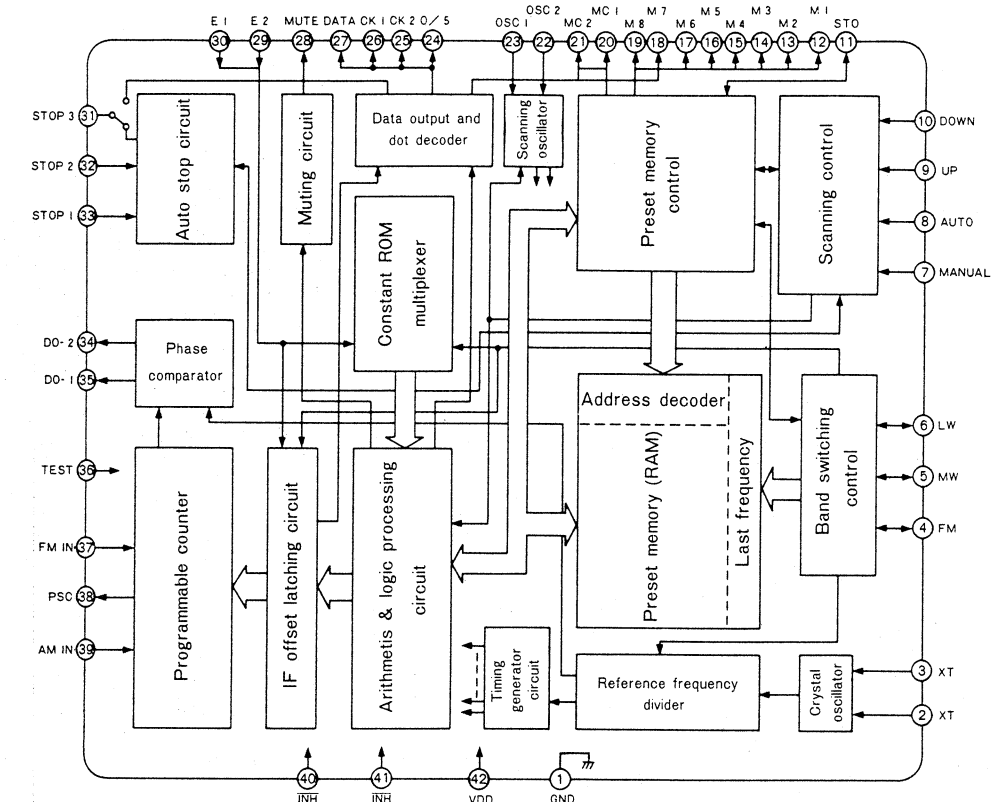 E 1 E 2 MUTE DATA CK 1 CK 2 0/5 OSC 1 OSC 2 MC 2 MC 1 M 8 M 7 M 6 M 5 M 4 M 3 M 2 M 1 STO
30 29 28 27 26 25 24 23 22 21 20 19 18 17 16 15 14 13 12 11
STOP 3 31
STOP 2 32
STOP 1 33
DO-2 34
DO-1 35
TEST 36
FM IN 37
PSC 38
AM IN 39
Auto stop circuit
Muting circuit
Data output and
dot decoder
Scanning
oscillator
Preset memory
control
Scanning control
10 DOWN
9 UP
8 AUTO
7 MANUAL
Constant ROM
multiplexer
Phase
comparator
Address decoder
Preset memory (RAM)
Last frequency
Band switching
control
6 LW
5 MW
4 FM
Programmable counter
IF offset latching circuit
Arithmetis & logic processing
circuit
Timing
generator
circuit
Reference frequency
divider
Crystal
oscillator
3 XT
2 XT
40 41 42 1
INH INH VDD GND